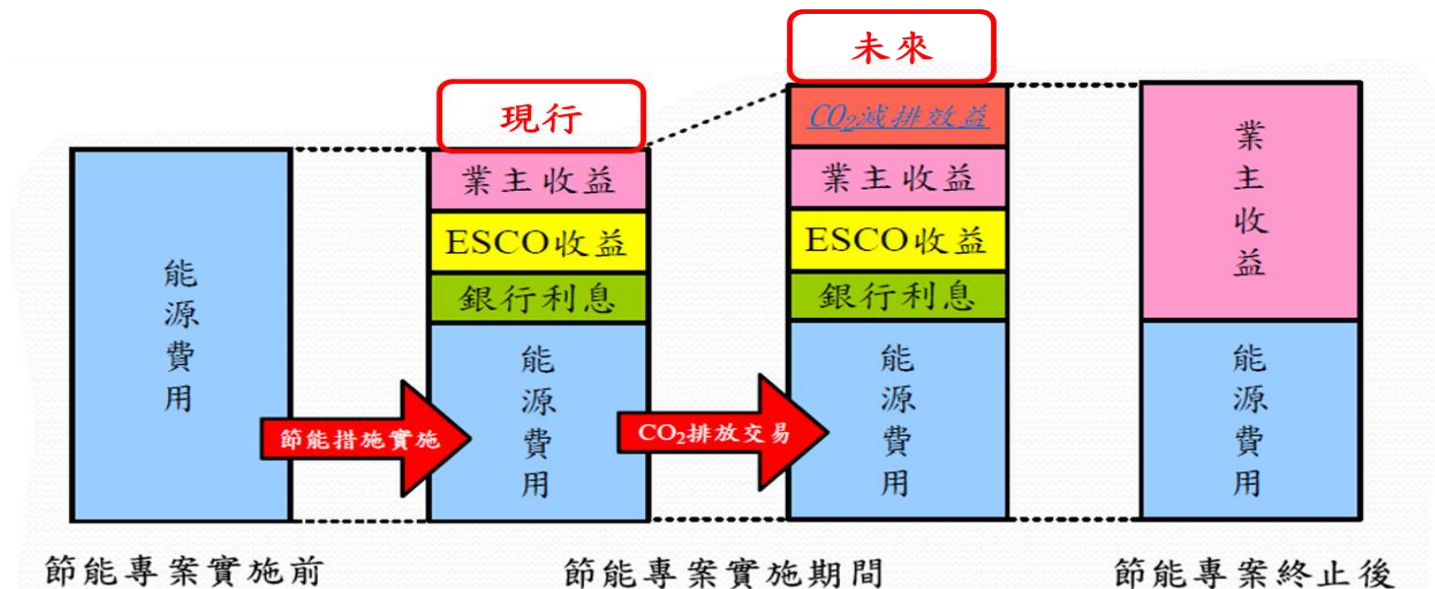 未來
現行
CO₂減排效益
業主收益
業主收益
業主收益
ESCO收益
ESCO收益
銀行利息
銀行利息
能源費用
能源費用
能源費用
能源費用
節能措施實施
CO₂排放交易
節能專案實施前
節能專案實施期間
節能專案終止後